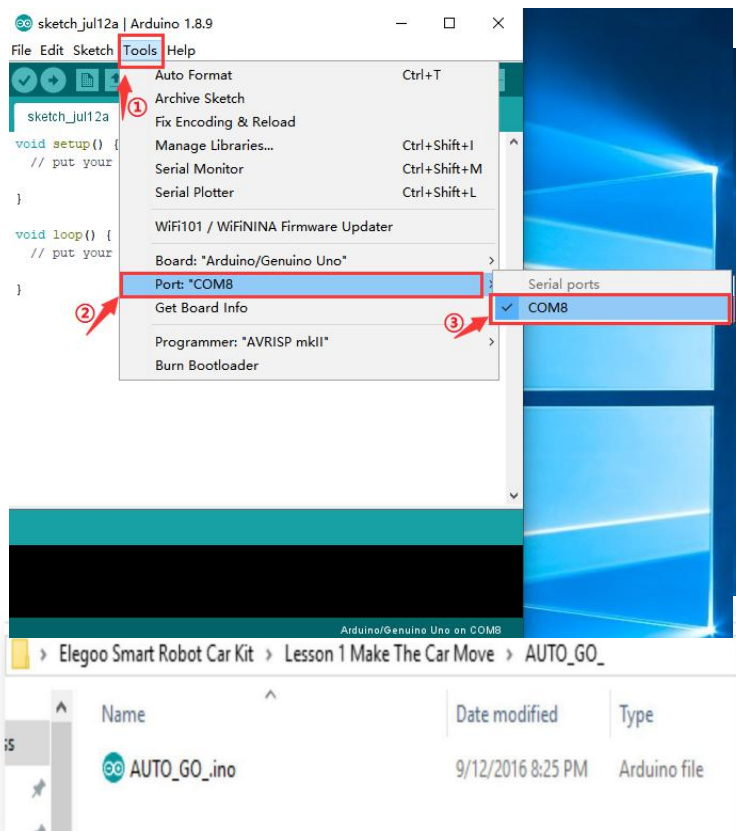 sketch_jul12a | Arduino 1.8.9
File Edit Sketch Tools Help
①
sketch_jul12a
Auto Format Ctrl+T
Archive Sketch
Fix Encoding & Reload
Manage Libraries... Ctrl+Shift+I
Serial Monitor Ctrl+Shift+M
Serial Plotter Ctrl+Shift+L
WiFi101 / WiFiNINA Firmware Updater
Board: "Arduino/Genuino Uno"
Port: "COM8
Get Board Info
Programmer: "AVRISP mkII"
Burn Bootloader
void setup() {
// put your
}
void loop() {
// put your
}
②
Serial ports
③
COM8
Arduino/Genuino Uno on COM8
Elegoo Smart Robot Car Kit > Lesson 1 Make The Car Move > AUTO_GO_
Name Date modified Type
AUTO_GO_.ino 9/12/2016 8:25 PM Arduino file